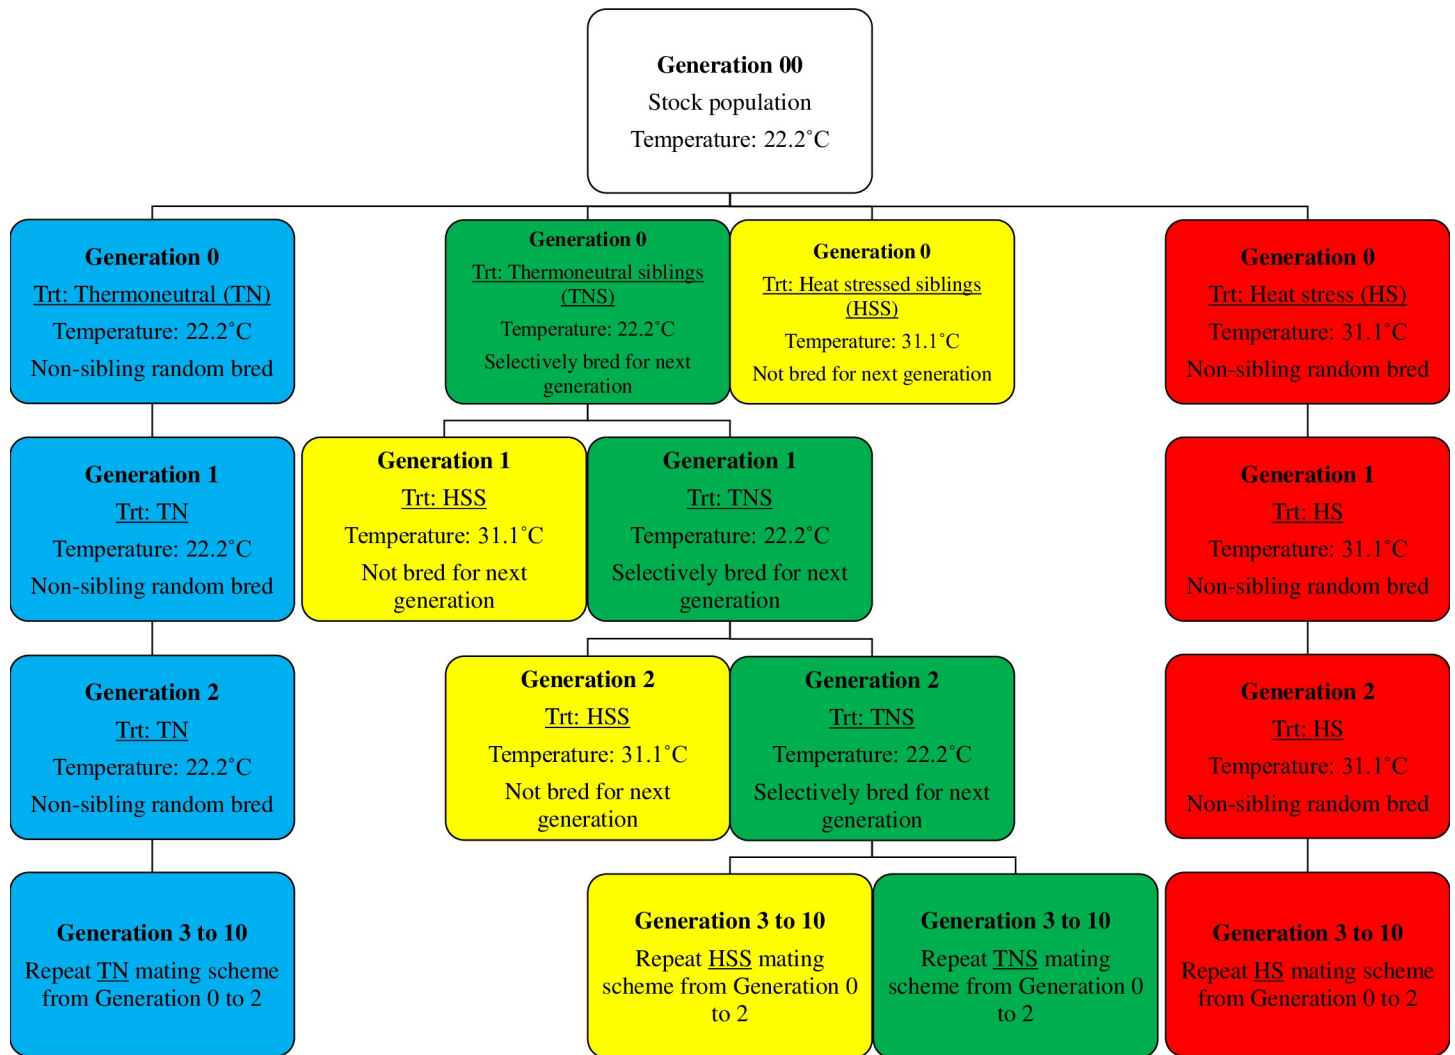 Generation 00
Stock population
Temperature: 22.2˚C
Generation 0
Trt: Thermoneutral (TN)
Temperature: 22.2˚C
Non-sibling random bred
Generation 0
Trt: Thermoneutral siblings
(TNS)
Temperature: 22.2˚C
Selectively bred for next
generation
Generation 0
Trt: Heat stressed siblings
(HSS)
Temperature: 31.1˚C
Not bred for next generation
Generation 0
Trt: Heat stress (HS)
Temperature: 31.1˚C
Non-sibling random bred
Generation 1
Trt: TN
Temperature: 22.2˚C
Non-sibling random bred
Generation 1
Trt: HSS
Temperature: 31.1˚C
Not bred for next
generation
Generation 1
Trt: TNS
Temperature: 22.2˚C
Selectively bred for next
generation
Generation 1
Trt: HS
Temperature: 31.1˚C
Non-sibling random bred
Generation 2
Trt: TN
Temperature: 22.2˚C
Non-sibling random bred
Generation 2
Trt: HSS
Temperature: 31.1˚C
Not bred for next
generation
Generation 2
Trt: TNS
Temperature: 22.2˚C
Selectively bred for next
generation
Generation 2
Trt: HS
Temperature: 31.1˚C
Non-sibling random bred
Generation 3 to 10
Repeat TN mating scheme
from Generation 0 to 2
Generation 3 to 10
Repeat HSS mating
scheme from Generation 0
to 2
Generation 3 to 10
Repeat TNS mating
scheme from Generation 0
to 2
Generation 3 to 10
Repeat HS mating scheme
from Generation 0 to 2